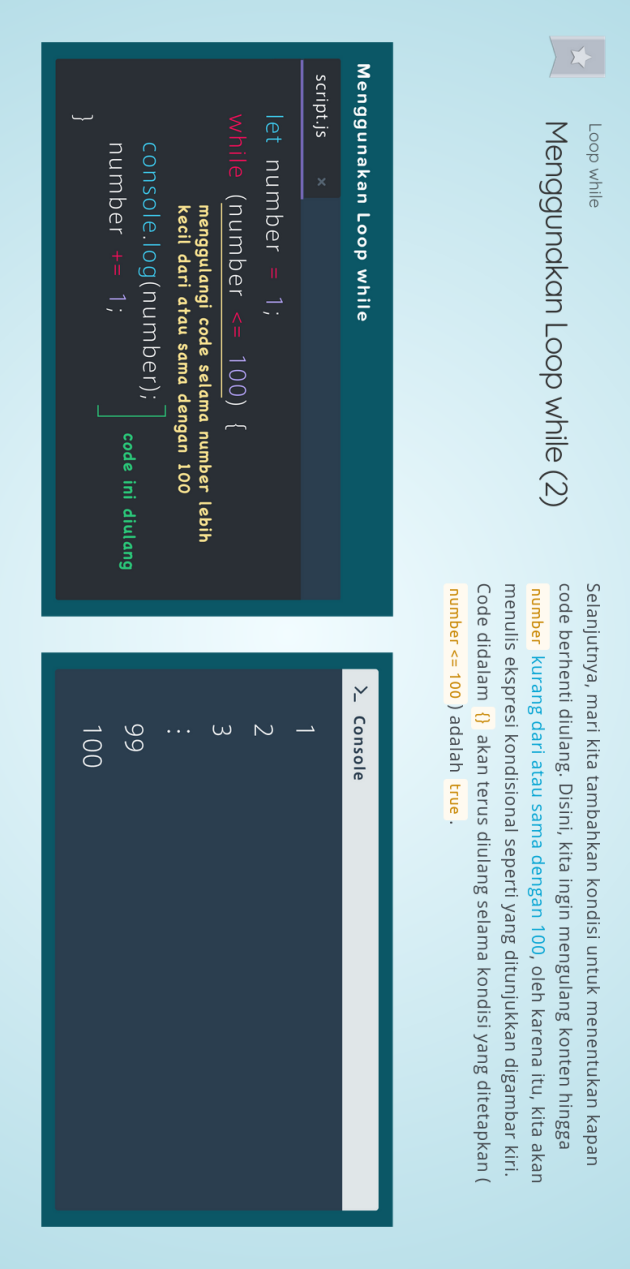 Loop while
Menggunakan Loop while (2)
Selanjutnya, mari kita tambahkan kondisi untuk menentukan kapan
code berhenti diulang. Disini, kita ingin mengulang konten hingga
number kurang dari atau sama dengan 100, oleh karena itu, kita akan
menulis ekspresi kondisional seperti yang ditunjukkan digambar kiri.
Code didalam {} akan terus diulang selama kondisi yang ditetapkan (
number <= 100 ) adalah true .
Menggunakan Loop while
script.js ×
let number = 1;
while (number <= 100) {
menggulangi code selama number lebih
kecil dari atau sama dengan 100
console.log(number);
number += 1;
code ini diulang
}
>_ Console
1
2
3
:
99
100